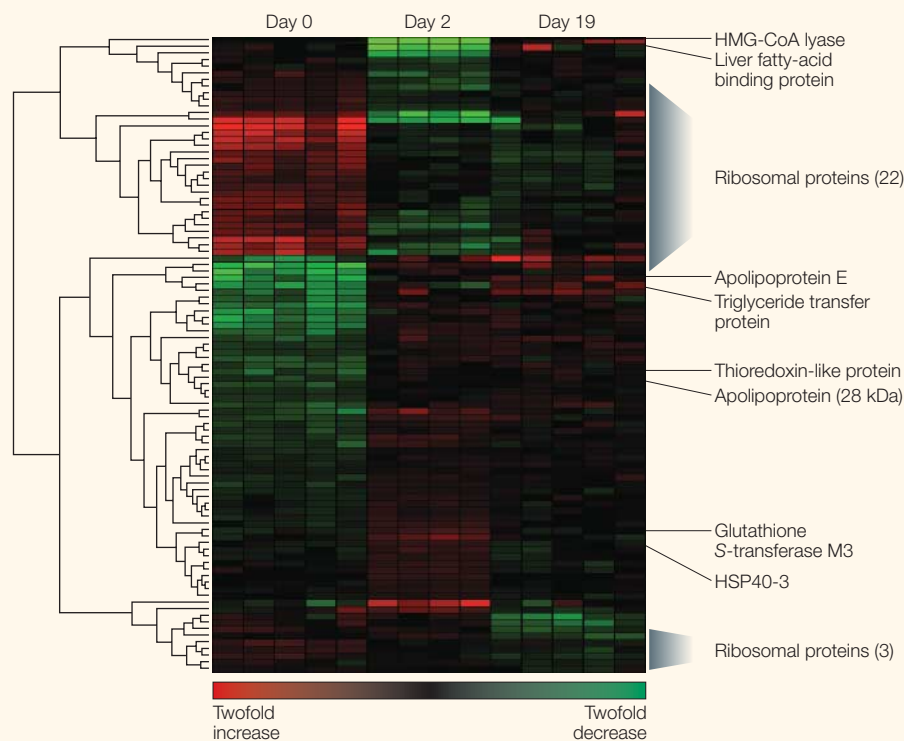 Day 0
Day 2
Day 19
HMG-CoA lyase
Liver fatty-acid
binding protein
Ribosomal proteins (22)
Apolipoprotein E
Triglyceride transfer
protein
Thioredoxin-like protein
Apolipoprotein (28 kDa)
Glutathione
S-transferase M3
HSP40-3
Ribosomal proteins (3)
Twofold
increase
Twofold
decrease